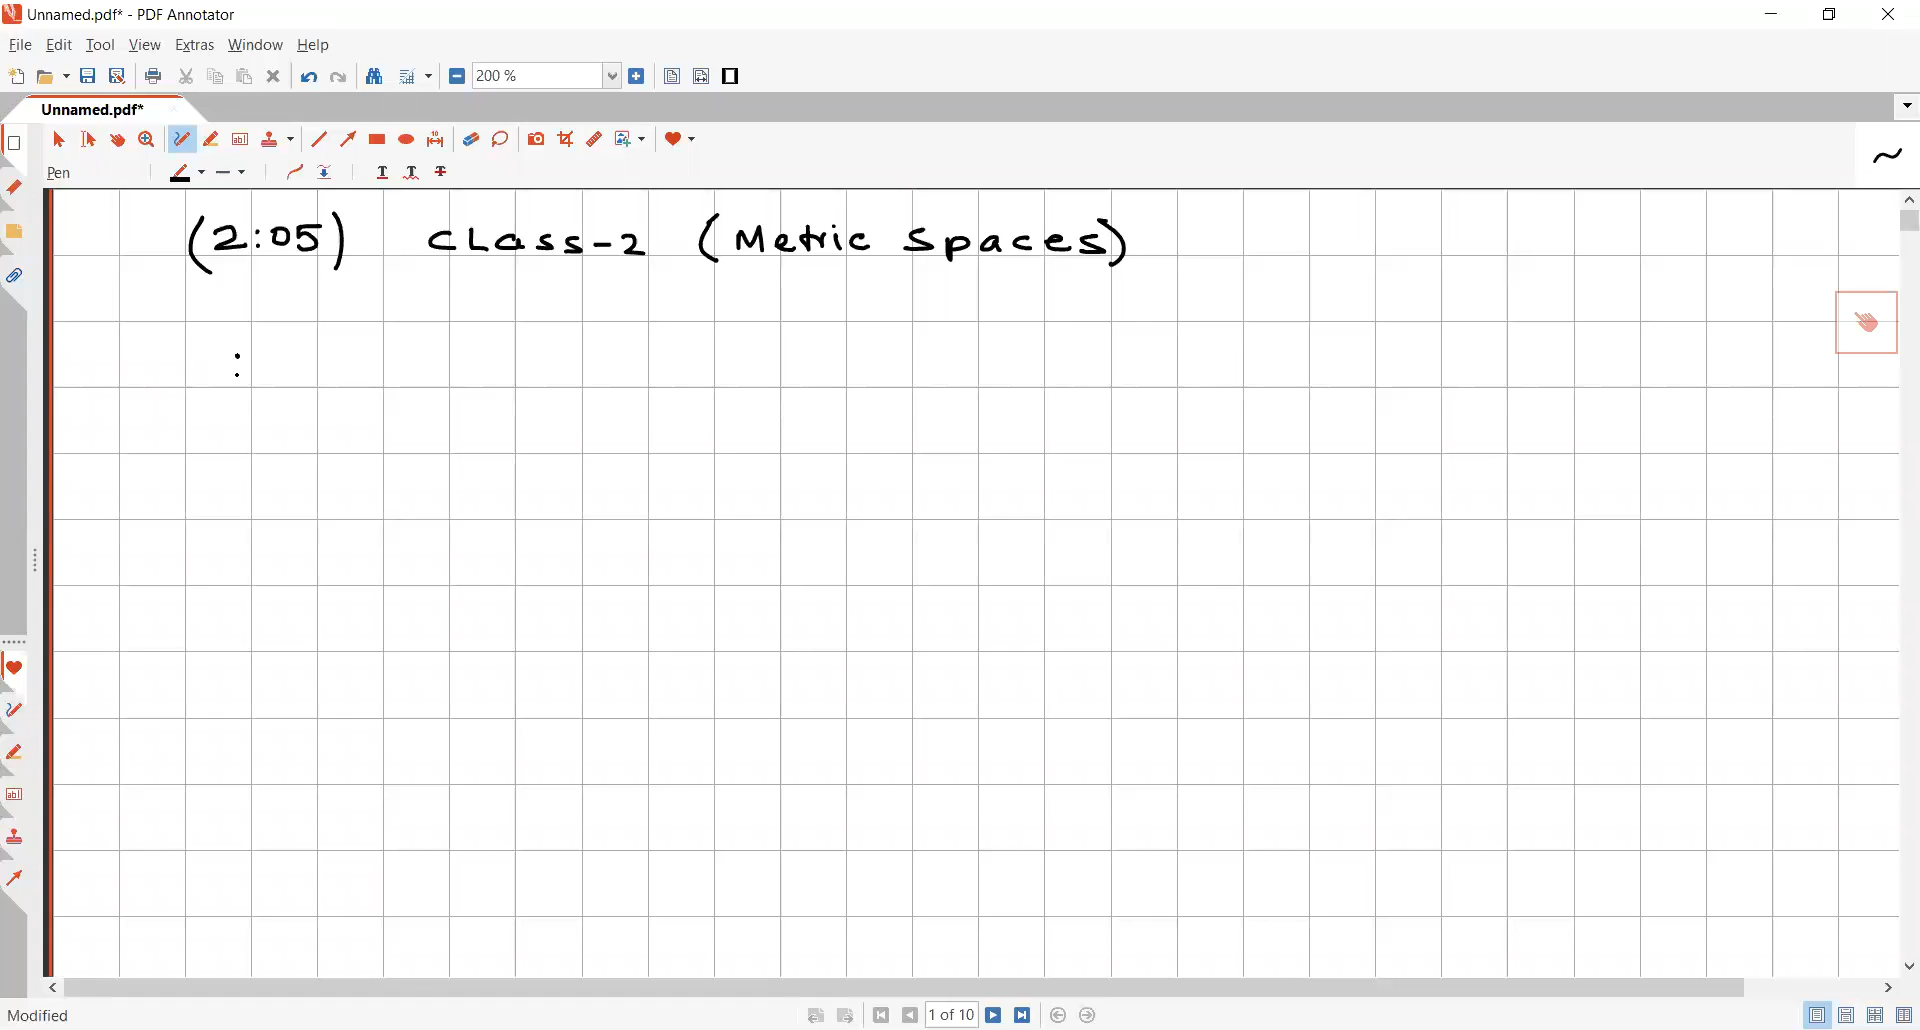 Unnamed.pdf* - PDF Annotator
File Edit Tool View Extras Window Help
200 %
Unnamed.pdf*
Pen
(2:05) Class-2 (Metric Spaces)
:
Modified
1 of 10